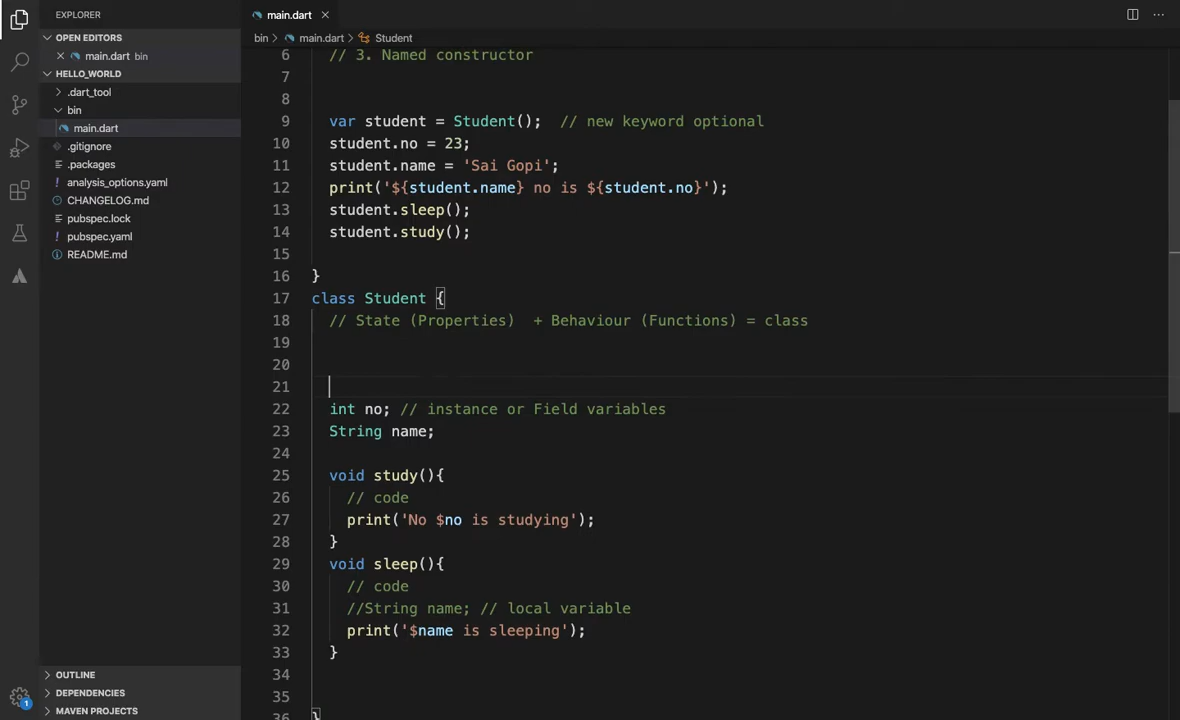 EXPLORER
OPEN EDITORS
main.dart bin
HELLO_WORLD
.dart_tool
bin
main.dart
.gitignore
.packages
! analysis_options.yaml
CHANGELOG.md
pubspec.lock
! pubspec.yaml
README.md
OUTLINE
DEPENDENCIES
MAVEN PROJECTS
1
main.dart
bin > main.dart > Student
6 // 3. Named constructor
7
8
9 var student = Student(); // new keyword optional
10 student.no = 23;
11 student.name = 'Sai Gopi';
12 print('${student.name} no is ${student.no}');
13 student.sleep();
14 student.study();
15
16 }
17 class Student {
18 // State (Properties)  + Behaviour (Functions) = class
19
20
21
22 int no; // instance or Field variables
23 String name;
24
25 void study(){
26 // code
27 print('No $no is studying');
28 }
29 void sleep(){
30 // code
31 //String name; // local variable
32 print('$name is sleeping');
33 }
34
35
36 }